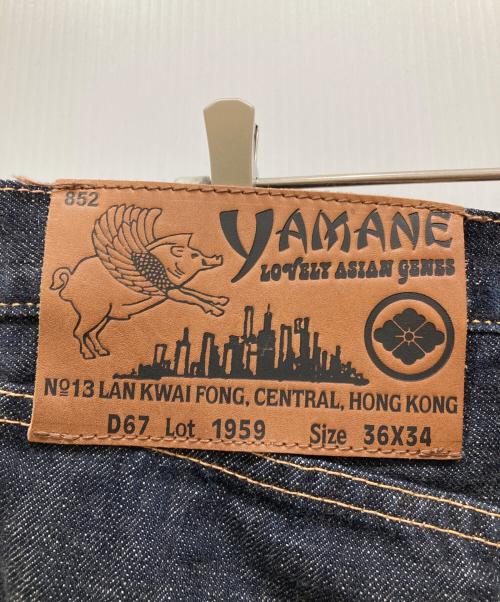 852
YAMANE
LOVELY ASIAN GENES
Nº13 LAN KWAI FONG, CENTRAL, HONG KONG
D67 Lot 1959 Size 36X34